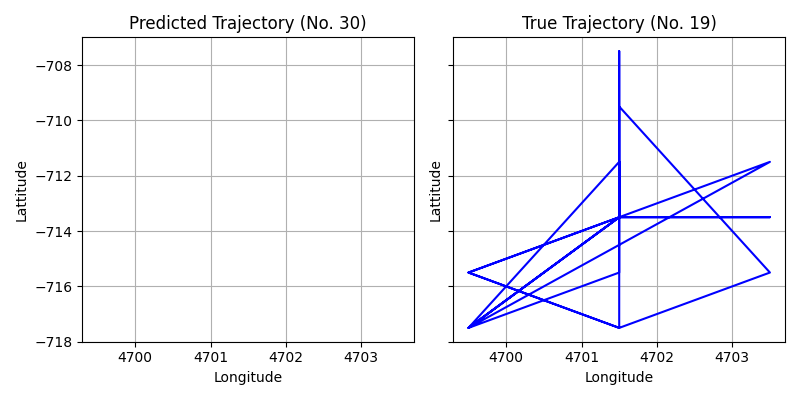 Predicted Trajectory (No. 30)
True Trajectory (No. 19)
−708
−710
−712
−714
−716
−718
Lattitude
Lattitude
4700 4701 4702 4703
4700 4701 4702 4703
Longitude
Longitude